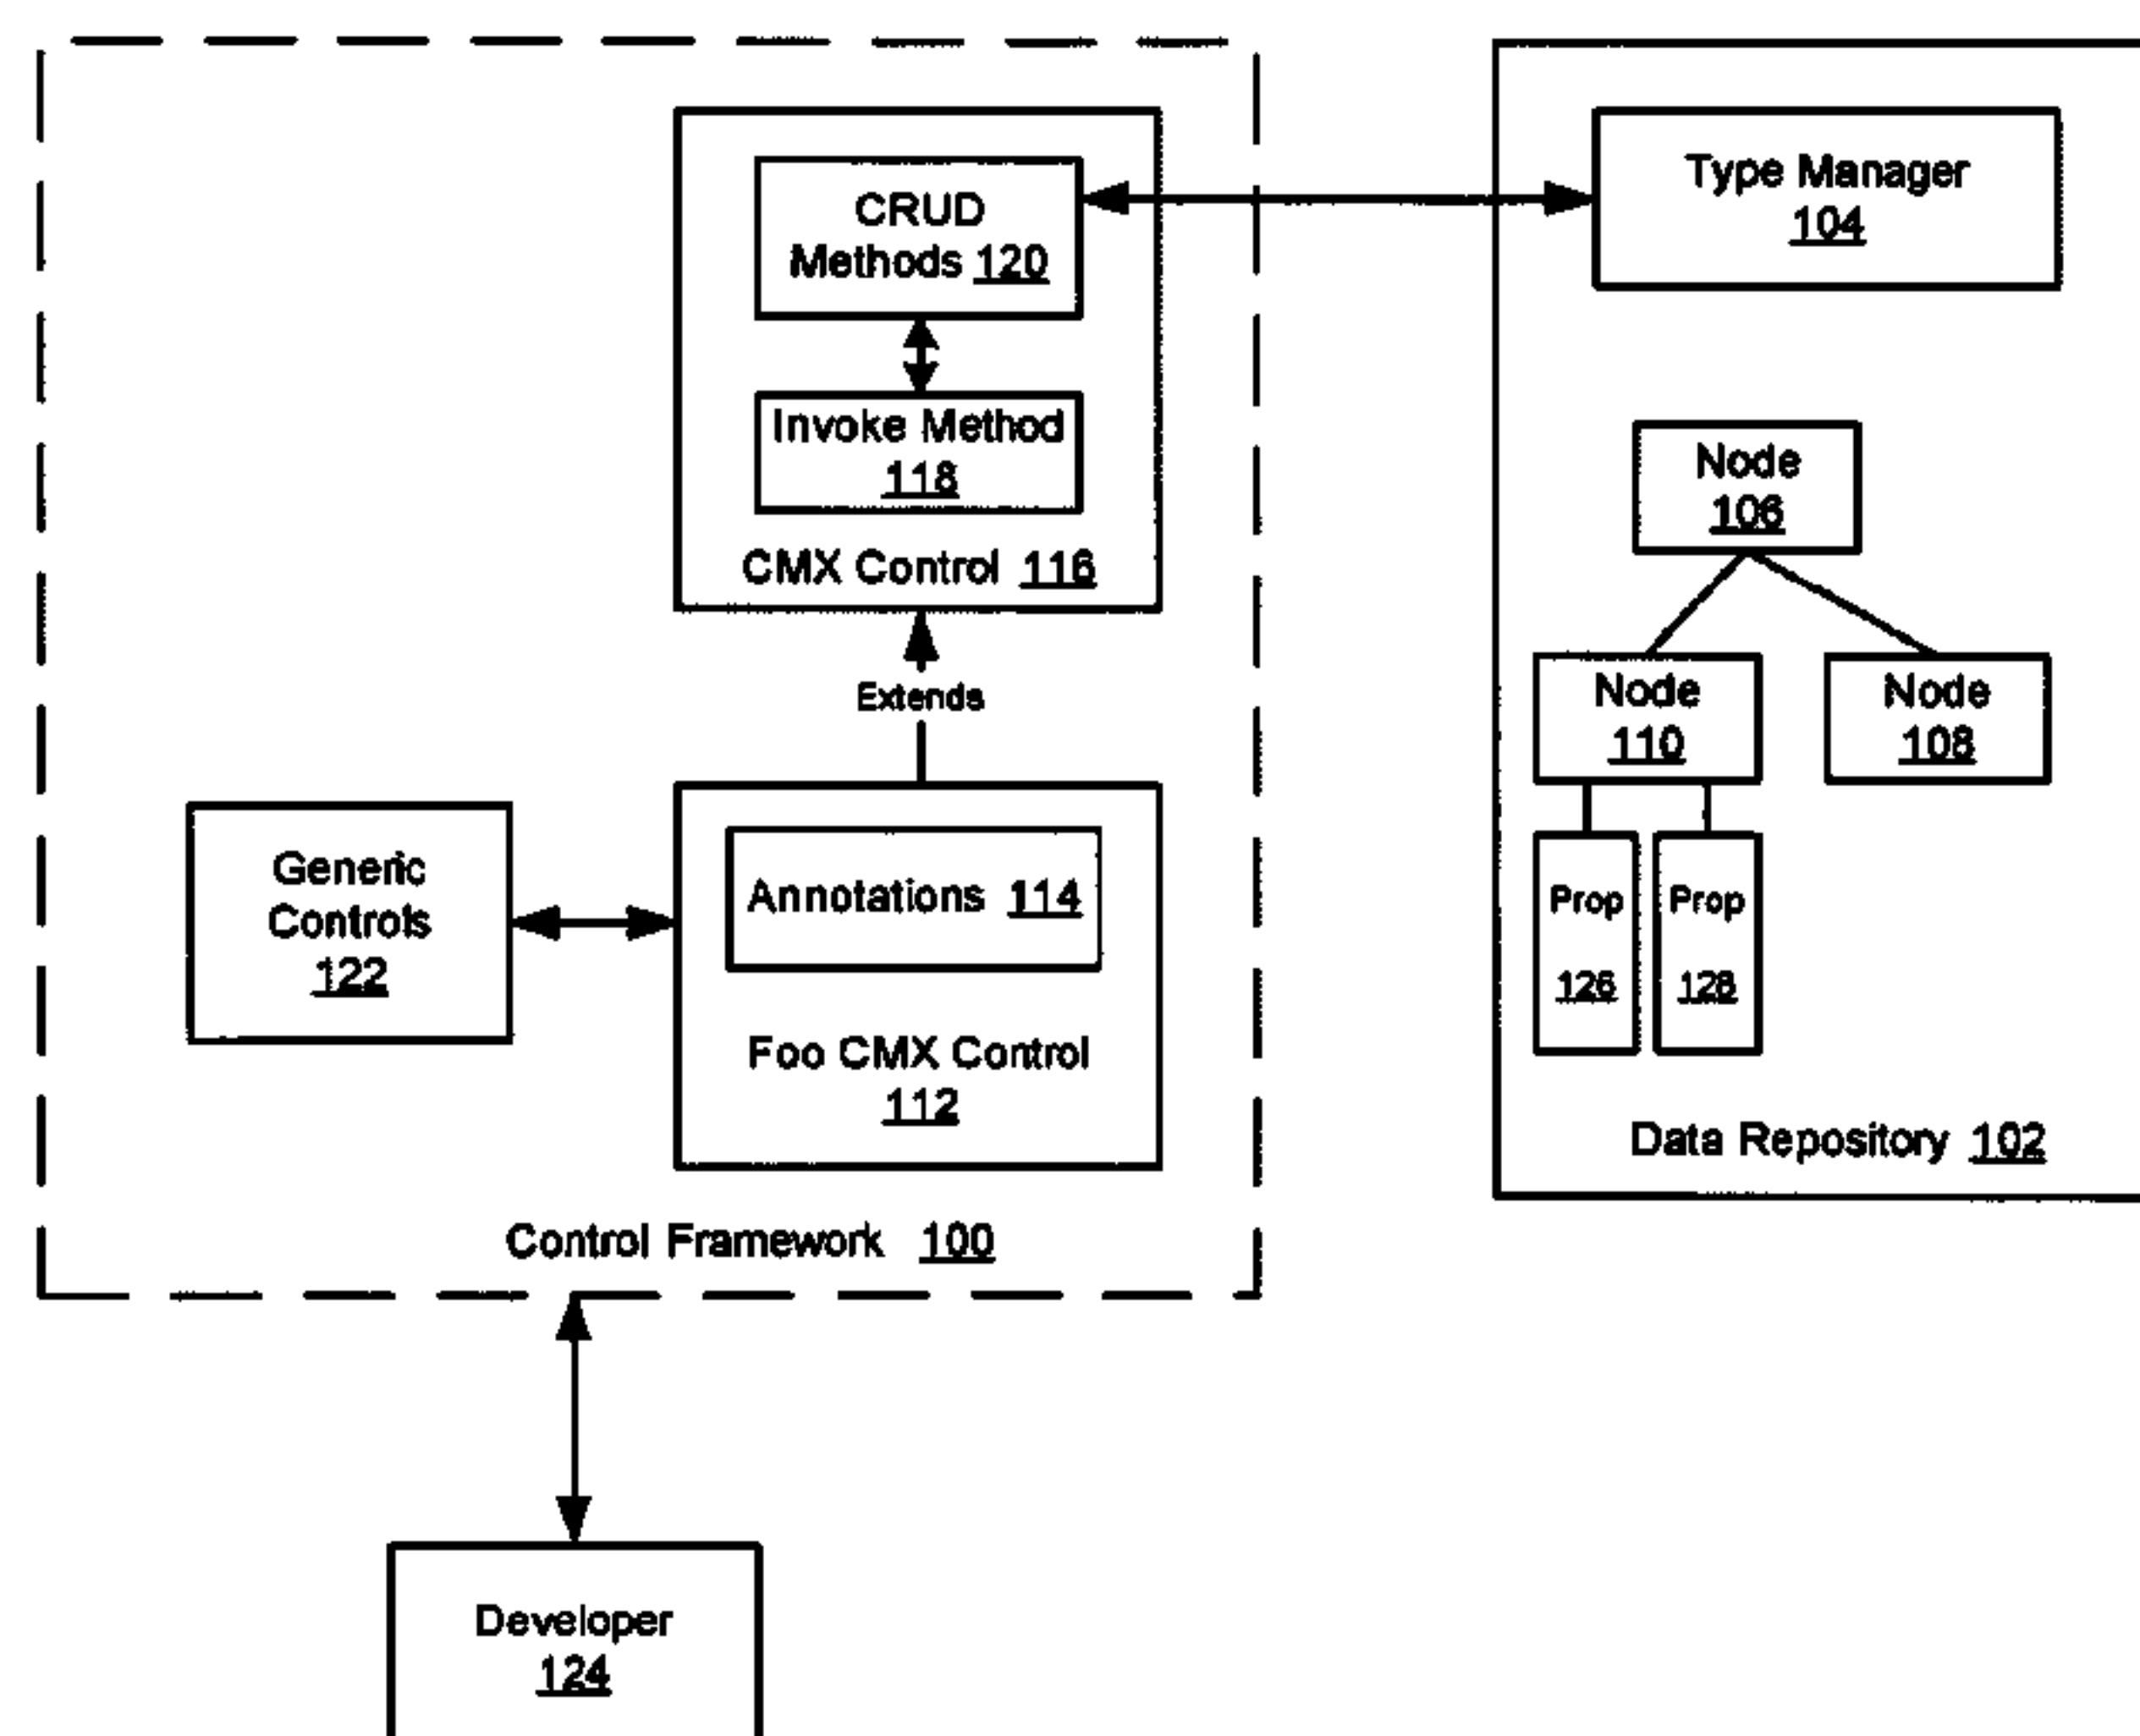 CRUD
Methods 120
Invoke Method
118
CMX Control 116
Extends
Generic
Controls
122
Annotations 114
Foo CMX Control
112
Control Framework 100
Developer
124
Type Manager
104
Node
106
Node
110
Node
108
Prop
126
Prop
128
Data Repository 102